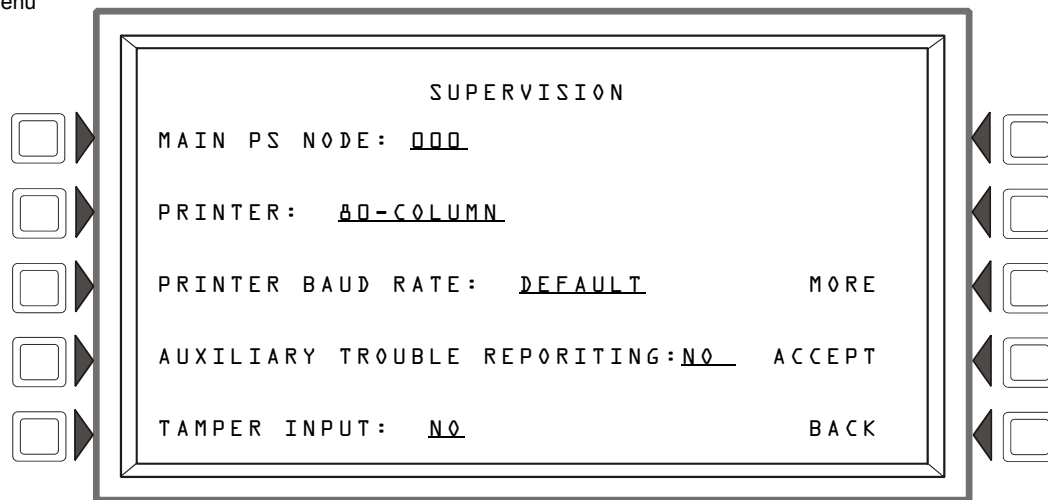 enu
SUPERVISION
MAIN PS NODE: 000
PRINTER: 80-COLUMN
PRINTER BAUD RATE: DEFAULT MORE
AUXILIARY TROUBLE REPORITING:NO ACCEPT
TAMPER INPUT: NO BACK